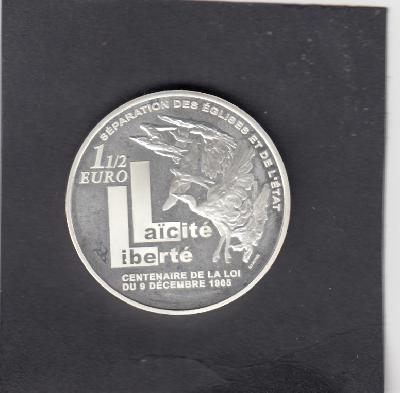 SÉPARATION DES ÉGLISES ET DE L'ÉTAT
1 1/2
EURO
Laïcité
Liberté
CENTENAIRE DE LA LOI
DU 9 DÉCEMBRE 1905